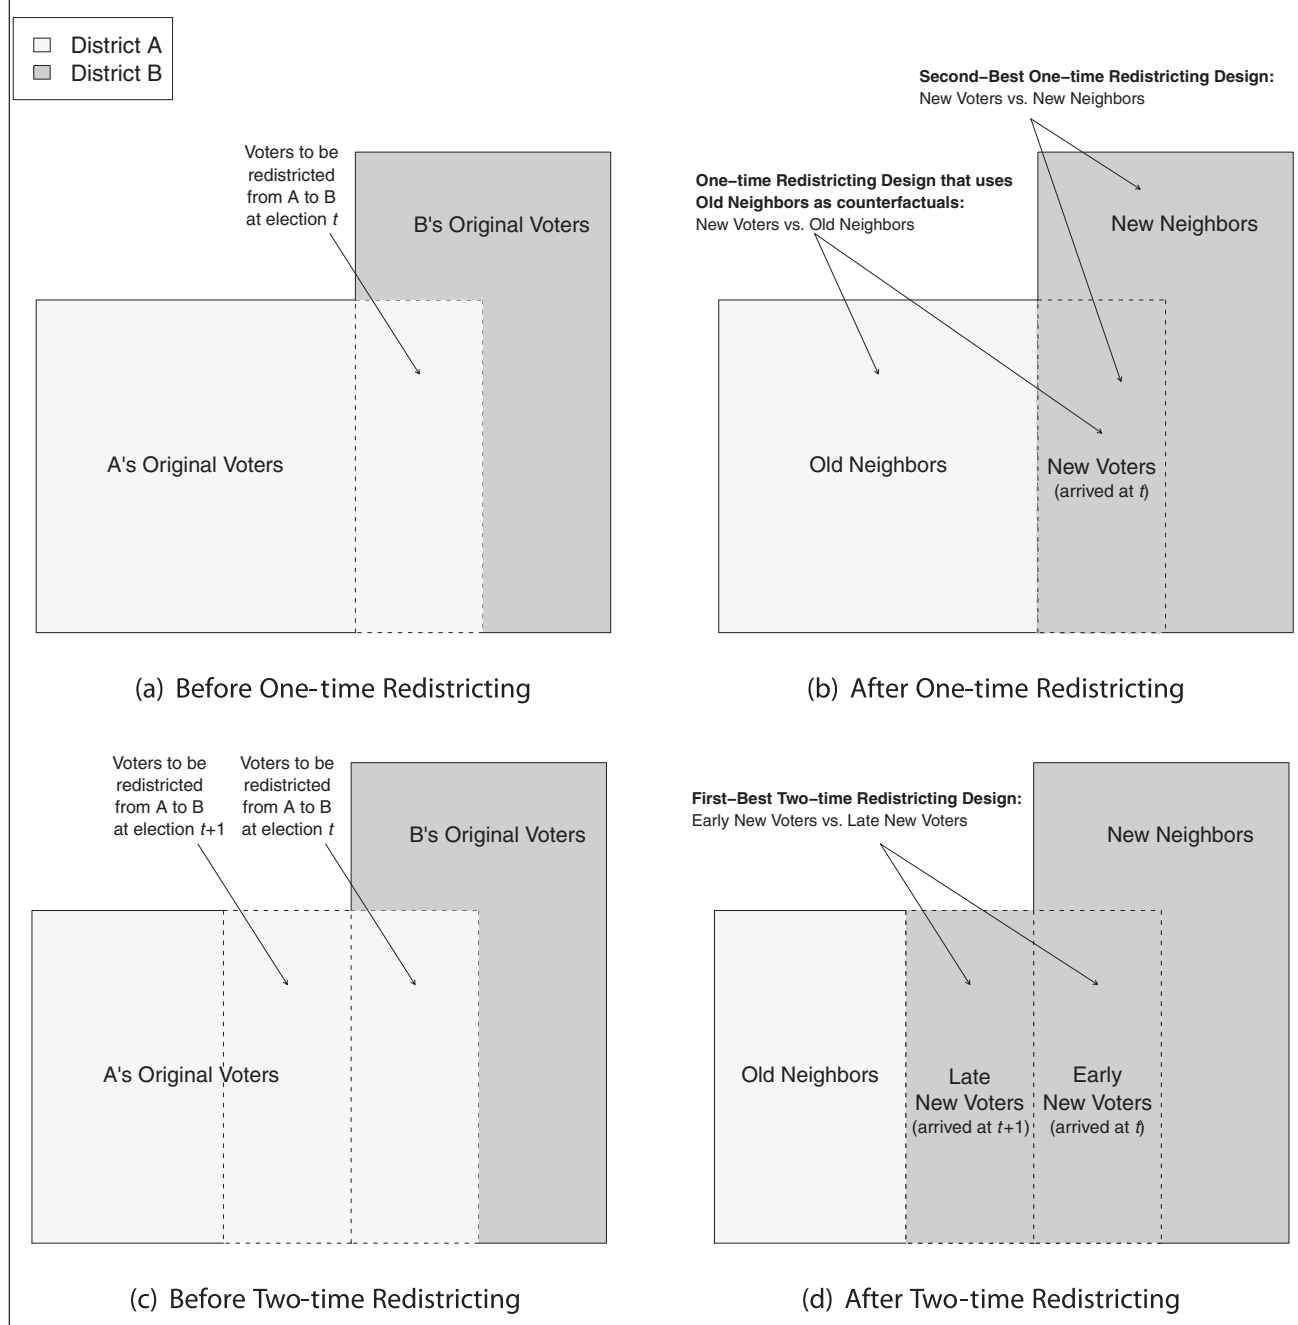 District A
District B
Voters to be
redistricted
from A to B
at election t
B's Original Voters
A's Original Voters
(a) Before One-time Redistricting
Second–Best One–time Redistricting Design:
New Voters vs. New Neighbors
One–time Redistricting Design that uses
Old Neighbors as counterfactuals:
New Voters vs. Old Neighbors
New Neighbors
Old Neighbors
New Voters
(arrived at t)
(b) After One-time Redistricting
Voters to be
redistricted
from A to B
at election t+1
Voters to be
redistricted
from A to B
at election t
B's Original Voters
A's Original Voters
(c) Before Two-time Redistricting
First–Best Two–time Redistricting Design:
Early New Voters vs. Late New Voters
New Neighbors
Old Neighbors
Late
New Voters
(arrived at t+1)
Early
New Voters
(arrived at t)
(d) After Two-time Redistricting